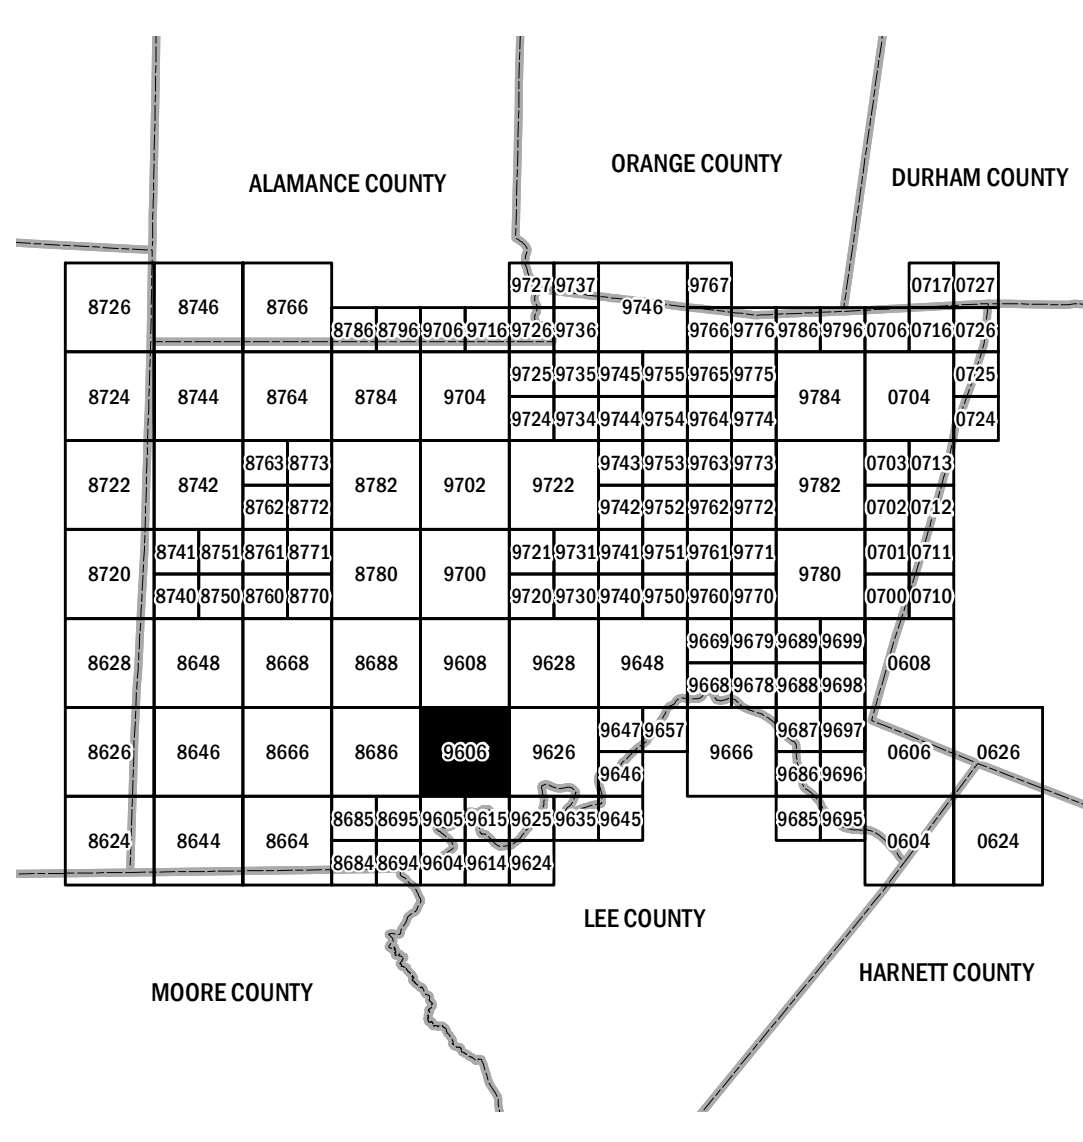 ORANGE COUNTY
DURHAM COUNTY
ALAMANCE COUNTY
9727 9737 9767 0717 0727
8726 8746 8766 9746
8786 8796 9706 9716 9726 9736 9766 9776 9786 9796 0706 0716 0726
9725 9735 9745 9755 9765 9775 0725
8724 8744 8764 8784 9704 9784 0704
9724 9734 9744 9754 9764 9774 0724
8763 8773 9743 9753 9763 9773 0703 0713
8722 8742 8782 9702 9722 9782
8762 8772 9742 9752 9762 9772 0702 0712
8741 8751 8761 8771 9721 9731 9741 9751 9761 9771 0701 0711
8720 8780 9700 9780
8740 8750 8760 8770 9720 9730 9740 9750 9760 9770 0700 0710
9669 9679 9689 9699
8628 8648 8668 8688 9608 9628 9648 0608
9668 9678 9688 9698
9647 9657 9687 9697
8626 8646 8666 8686 9606 9626 9666 0606 0626
9646 9686 9696
8685 8695 9605 9615 9625 9635 9645 9685 9695
8624 8644 8664 0604 0624
8684 8694 9604 9614 9624
LEE COUNTY
HARNETT COUNTY
MOORE COUNTY